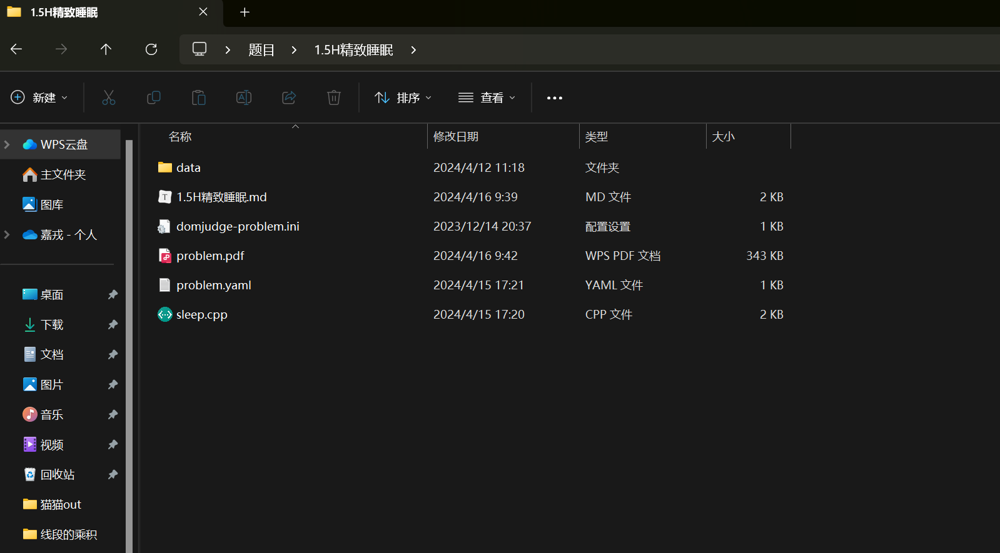 1.5H精致睡眠
题目
1.5H精致睡眠
新建
排序
查看
名称 修改日期 类型 大小
data 2024/4/12 11:18 文件夹
1.5H精致睡眠.md 2024/4/16 9:39 MD 文件 2 KB
domjudge-problem.ini 2023/12/14 20:37 配置设置 1 KB
problem.pdf 2024/4/16 9:42 WPS PDF 文档 343 KB
problem.yaml 2024/4/15 17:21 YAML 文件 1 KB
sleep.cpp 2024/4/15 17:20 CPP 文件 2 KB
WPS云盘
主文件夹
图库
嘉戎 - 个人
桌面
下载
文档
图片
音乐
视频
回收站
猫猫out
线段的乘积